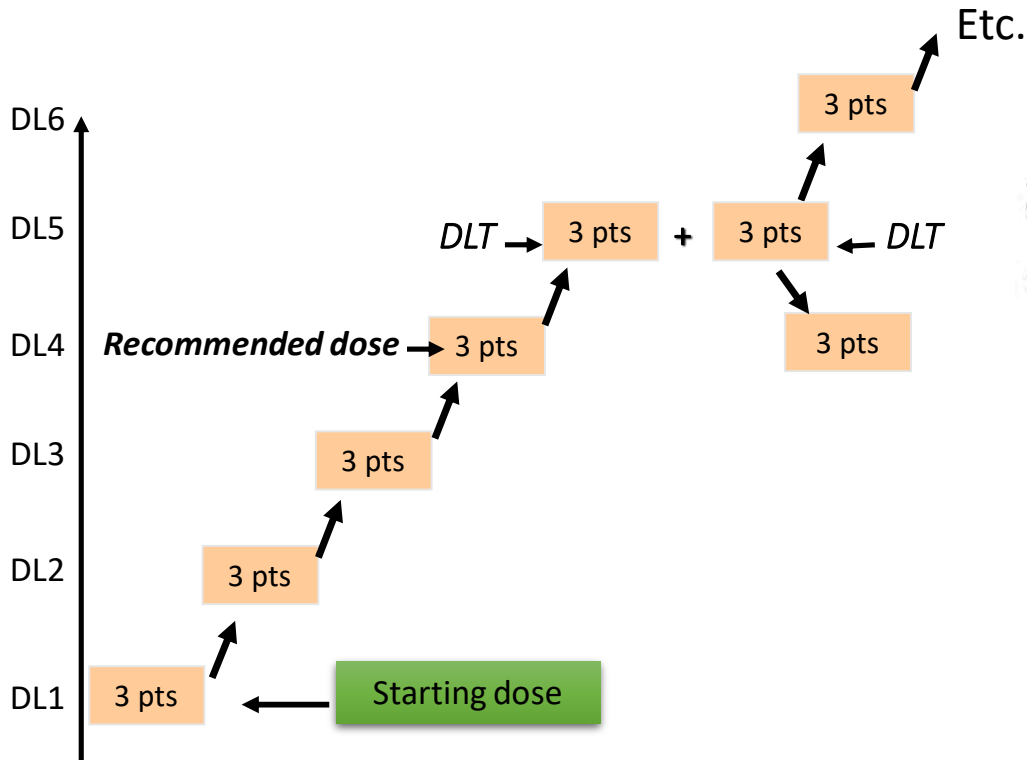 Etc.
DL6
3 pts
DL5
DLT
3 pts
+
3 pts
DLT
DL4
Recommended dose
3 pts
3 pts
DL3
3 pts
DL2
3 pts
DL1
3 pts
Starting dose